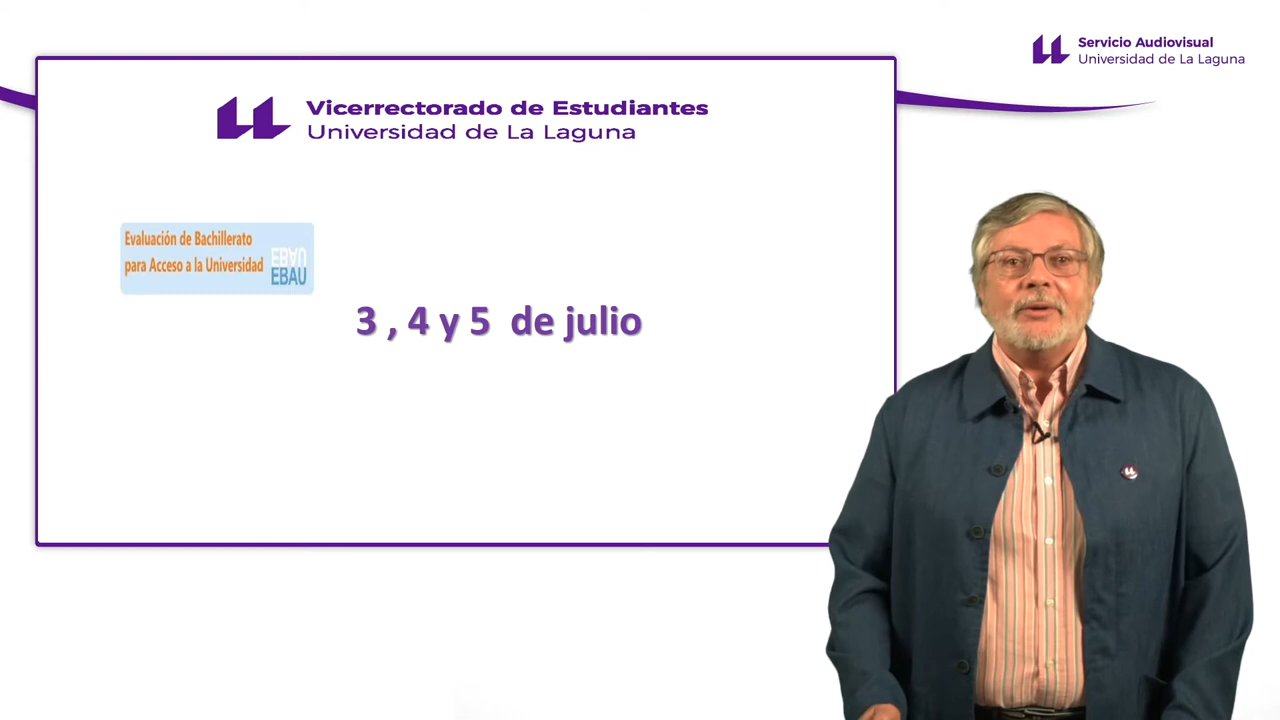 Servicio Audiovisual
Universidad de La Laguna
Vicerrectorado de Estudiantes
Universidad de La Laguna
Evaluación de Bachillerato
para Acceso a la Universidad
EBAU
EBAU
3 , 4 y 5 de julio